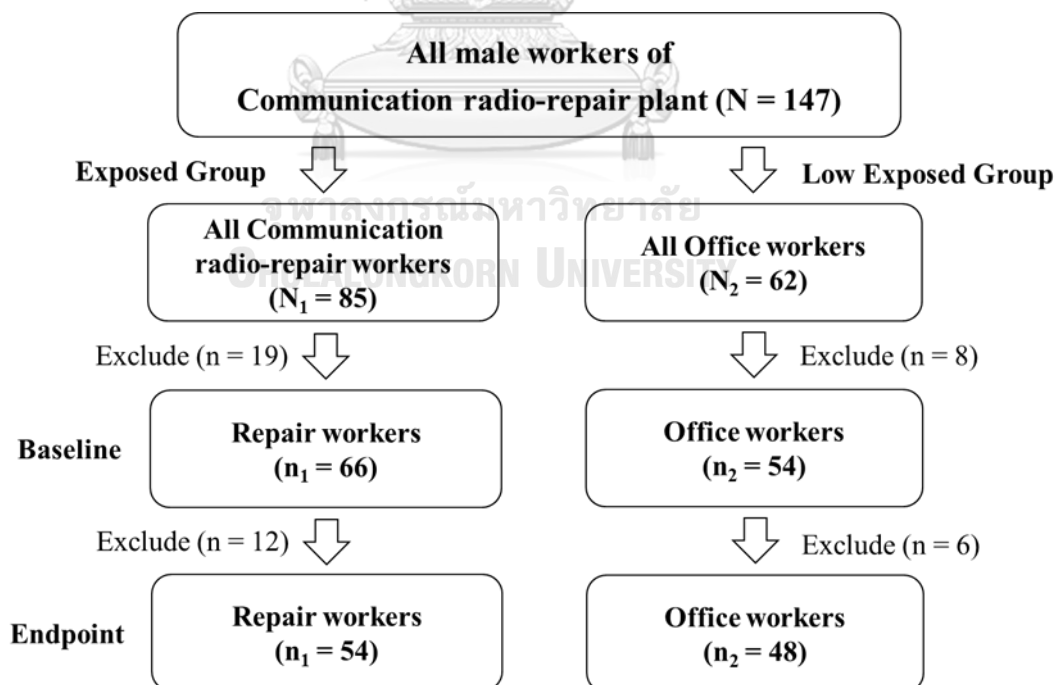 All male workers of
Communication radio-repair plant (N = 147)
Exposed Group
Low Exposed Group
จุฬาลงกรณ์มหาวิทยาลัย
CHULALONGKORN UNIVERSITY
All Communication
radio-repair workers
(N₁ = 85)
All Office workers
(N₂ = 62)
Exclude (n = 19)
Exclude (n = 8)
Baseline
Repair workers
(n₁ = 66)
Office workers
(n₂ = 54)
Exclude (n = 12)
Exclude (n = 6)
Endpoint
Repair workers
(n₁ = 54)
Office workers
(n₂ = 48)